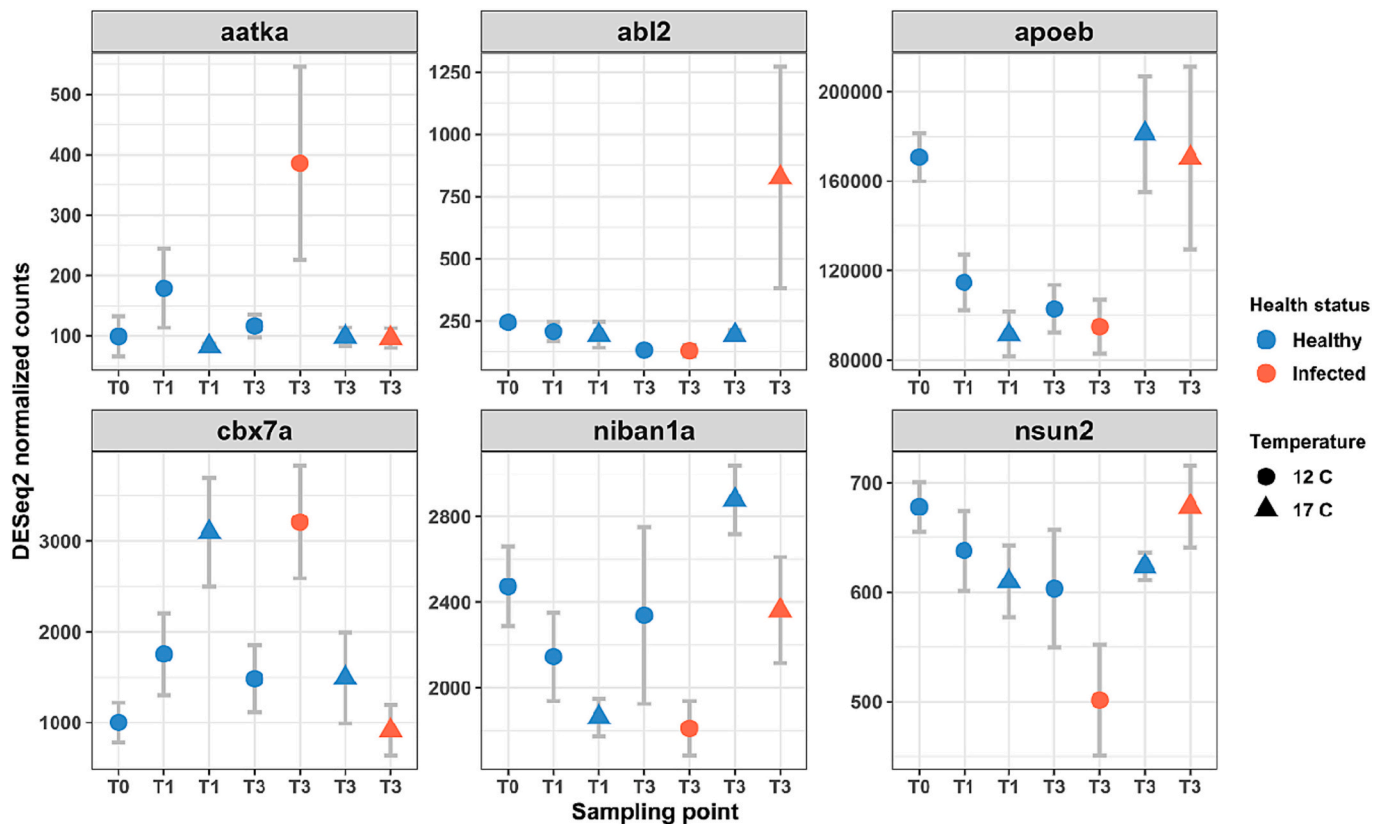 aatka
abl2
apoeb
500
400
300
200
100
1250
1000
750
500
250
200000
160000
120000
80000
T0 T1 T1 T3 T3 T3 T3
T0 T1 T1 T3 T3 T3 T3
T0 T1 T1 T3 T3 T3 T3
cbx7a
niban1a
nsun2
3000
2000
1000
2800
2400
2000
700
600
500
T0 T1 T1 T3 T3 T3 T3
T0 T1 T1 T3 T3 T3 T3
T0 T1 T1 T3 T3 T3 T3
DESeq2 normalized counts
Sampling point
Health status
Healthy
Infected
Temperature
12 C
17 C